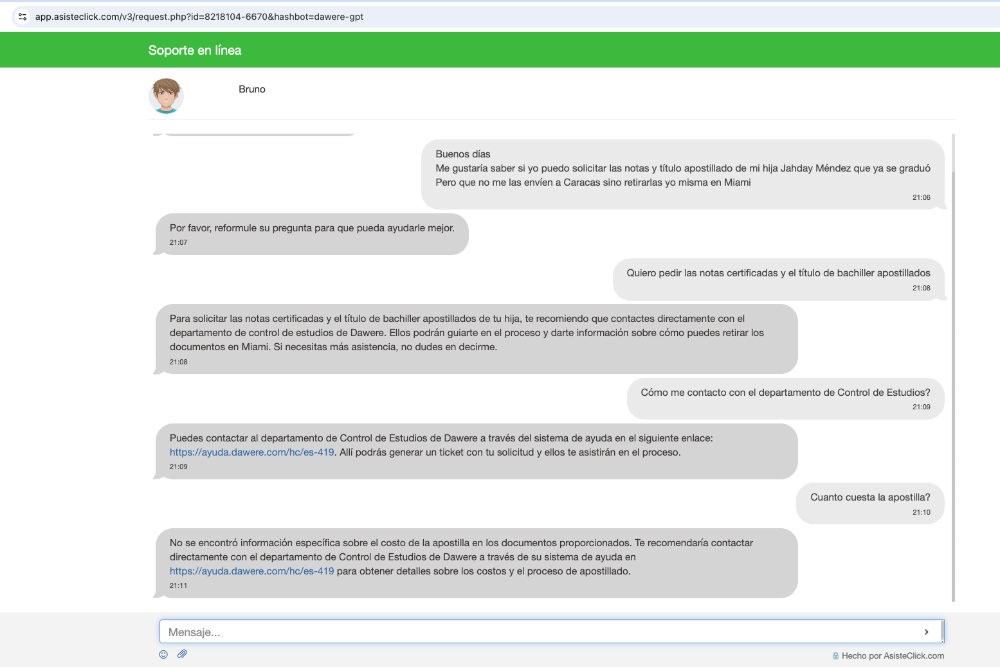 app.asisteclick.com/v3/request.php?id=8218104-6670&hashbot=dawere-gpt
Soporte en línea
Bruno
Buenos días
Me gustaría saber si yo puedo solicitar las notas y título apostillado de mi hija Jahday Méndez que ya se graduó
Pero que no me las envíen a Caracas sino retirarlas yo misma en Miami
21:06
Por favor, reformule su pregunta para que pueda ayudarle mejor.
21:07
Quiero pedir las notas certificadas y el título de bachiller apostillados
21:08
Para solicitar las notas certificadas y el título de bachiller apostillados de tu hija, te recomiendo que contactes directamente con el
departamento de control de estudios de Dawere. Ellos podrán guiarte en el proceso y darte información sobre cómo puedes retirar los
documentos en Miami. Si necesitas más asistencia, no dudes en decirme.
21:08
Cómo me contacto con el departamento de Control de Estudios?
21:09
Puedes contactar al departamento de Control de Estudios de Dawere a través del sistema de ayuda en el siguiente enlace:
https://ayuda.dawere.com/hc/es-419. Allí podrás generar un ticket con tu solicitud y ellos te asistirán en el proceso.
21:09
Cuanto cuesta la apostilla?
21:10
No se encontró información específica sobre el costo de la apostilla en los documentos proporcionados. Te recomendaría contactar
directamente con el departamento de Control de Estudios de Dawere a través de su sistema de ayuda en
https://ayuda.dawere.com/hc/es-419 para obtener detalles sobre los costos y el proceso de apostillado.
21:11
Mensaje...
Hecho por AsisteClick.com